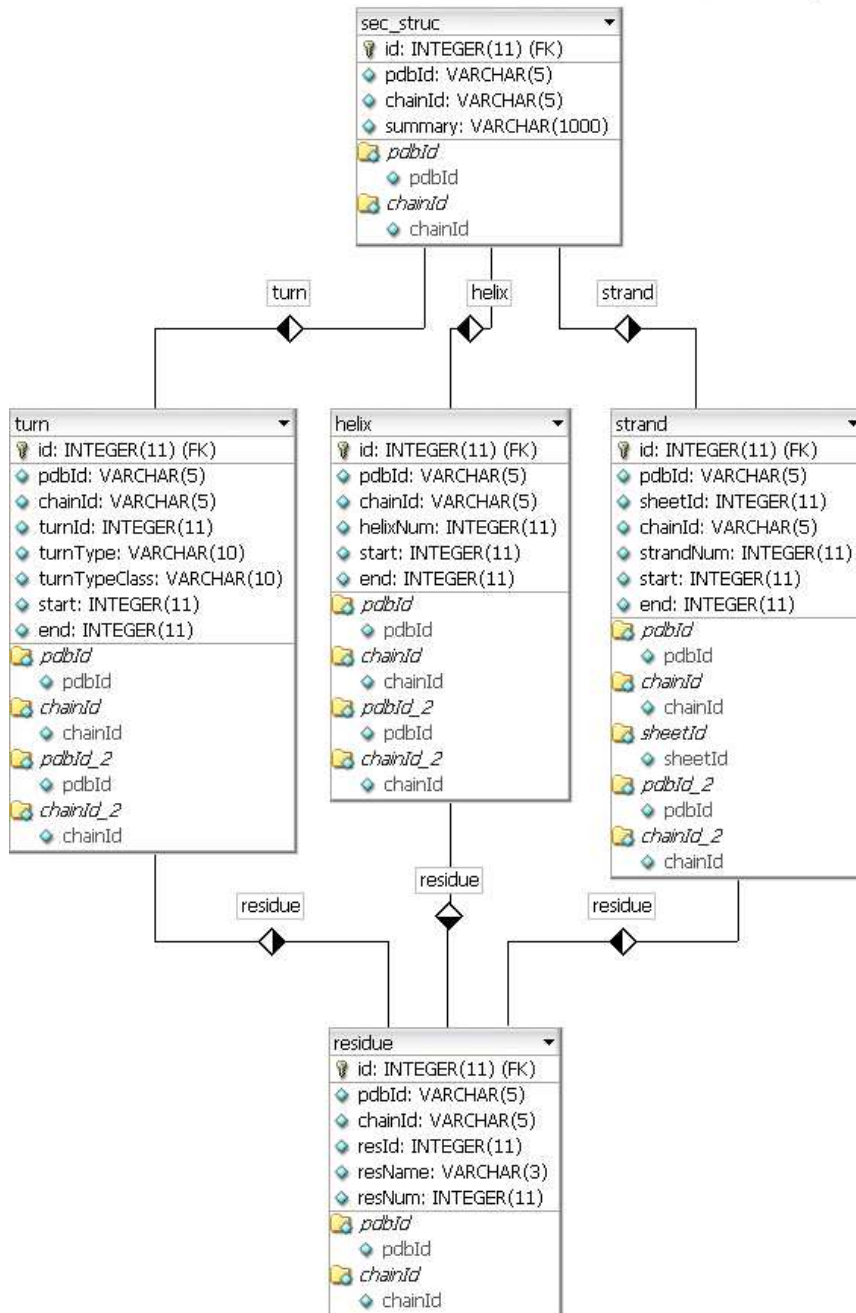 sec_struc
id: INTEGER(11) (FK)
pdbId: VARCHAR(5)
chainId: VARCHAR(5)
summary: VARCHAR(1000)
pdbId
pdbId
chainId
chainId
turn
helix
strand
turn
id: INTEGER(11) (FK)
pdbId: VARCHAR(5)
chainId: VARCHAR(5)
turnId: INTEGER(11)
turnType: VARCHAR(10)
turnTypeClass: VARCHAR(10)
start: INTEGER(11)
end: INTEGER(11)
pdbId
pdbId
chainId
chainId
pdbId_2
pdbId
chainId_2
chainId
helix
id: INTEGER(11) (FK)
pdbId: VARCHAR(5)
chainId: VARCHAR(5)
helixNum: INTEGER(11)
start: INTEGER(11)
end: INTEGER(11)
pdbId
pdbId
chainId
chainId
pdbId_2
pdbId
chainId_2
chainId
strand
id: INTEGER(11) (FK)
pdbId: VARCHAR(5)
sheetId: INTEGER(11)
chainId: VARCHAR(5)
strandNum: INTEGER(11)
start: INTEGER(11)
end: INTEGER(11)
pdbId
pdbId
chainId
chainId
sheetId
sheetId
pdbId_2
pdbId
chainId_2
chainId
residue
residue
residue
residue
id: INTEGER(11) (FK)
pdbId: VARCHAR(5)
chainId: VARCHAR(5)
resId: INTEGER(11)
resName: VARCHAR(3)
resNum: INTEGER(11)
pdbId
pdbId
chainId
chainId